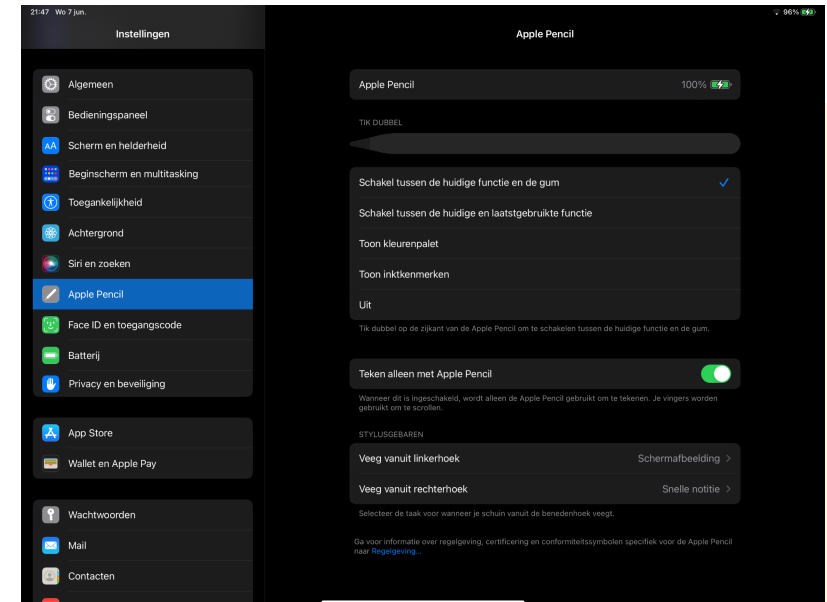 21:47 Wo 7 jun.
96%
Instellingen
Algemeen
Bedieningspaneel
AA
Scherm en helderheid
Beginscherm en multitasking
Toegankelijkheid
Achtergrond
Siri en zoeken
Apple Pencil
Face ID en toegangscode
Batterij
Privacy en beveiliging
App Store
Wallet en Apple Pay
Wachtwoorden
Mail
Contacten
Apple Pencil
Apple Pencil 100%
TIK DUBBEL
Schakel tussen de huidige functie en de gum
Schakel tussen de huidige en laatstgebruikte functie
Toon kleurenpalet
Toon inktkenmerken
Uit
Tik dubbel op de zijkant van de Apple Pencil om te schakelen tussen de huidige functie en de gum.
Teken alleen met Apple Pencil
Wanneer dit is ingeschakeld, wordt alleen de Apple Pencil gebruikt om te tekenen. Je vingers worden
gebruikt om te scrollen.
STYLUSGEBAREN
Veeg vanuit linkerhoek Schermafbeelding
Veeg vanuit rechterhoek Snelle notitie
Selecteer de taak voor wanneer je schuin vanuit de benedenhoek veegt.
Ga voor informatie over regelgeving, certificering en conformiteitssymbolen specifiek voor de Apple Pencil
naar Regelgeving...